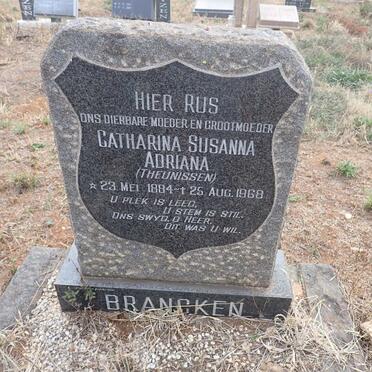 HIER RUS
ONS DIERBARE MOEDER EN GROOTMOEDER
CATHARINA SUSANNA
ADRIANA
(THEUNISSEN)
* 23 MEI 1884 - † 25 AUG. 1968
U PLEK IS LEEG,
U STEM IS STIL.
ONS SWYG, O HEER,
DIT WAS U WIL.
BRANCKEN